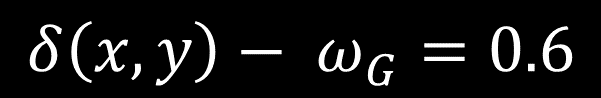 δ(x, y) − ω_G = 0.6